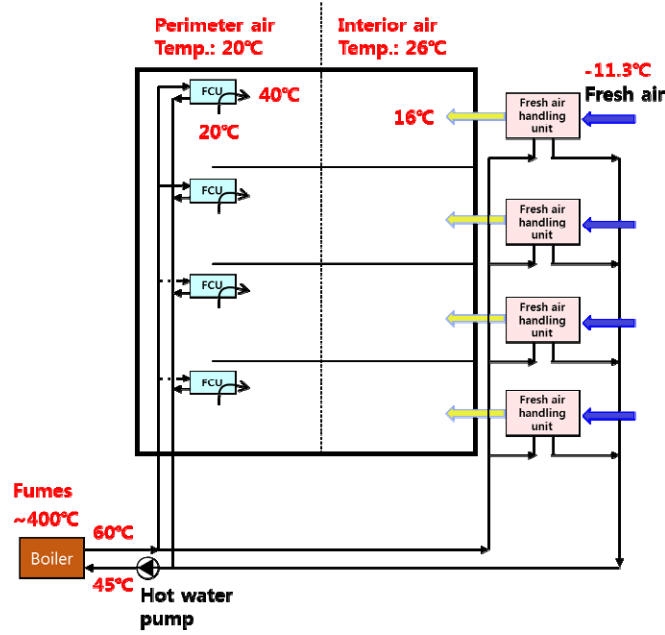 Perimeter air
Temp.: 20℃
Interior air
Temp.: 26℃
-11.3℃
Fresh air
FCU
40℃
20℃
16℃
Fresh air
handling
unit
FCU
Fresh air
handling
unit
FCU
Fresh air
handling
unit
FCU
Fresh air
handling
unit
Fumes
~400℃
60℃
Boiler
45℃
Hot water
pump